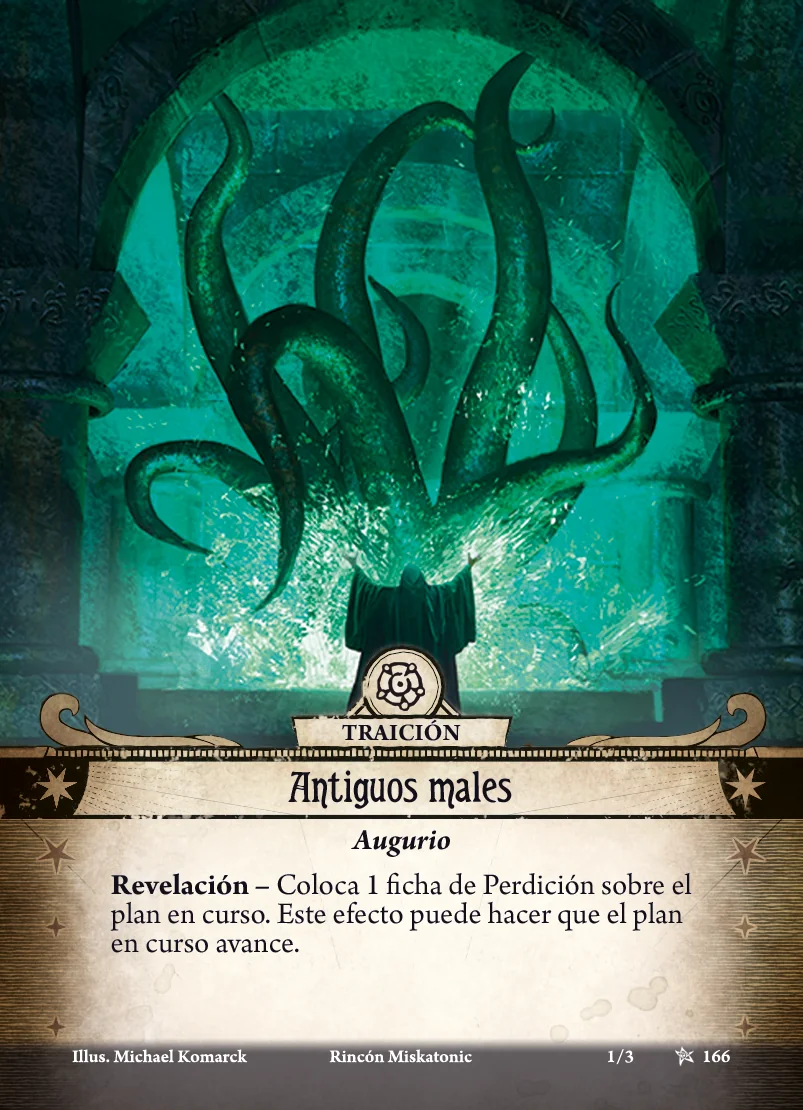 TRAICIÓN
Antiguos males
Augurio
Revelación – Coloca 1 ficha de Perdición sobre el
plan en curso. Este efecto puede hacer que el plan
en curso avance.
Illus. Michael Komarck Rincón Miskatonic 1/3 166